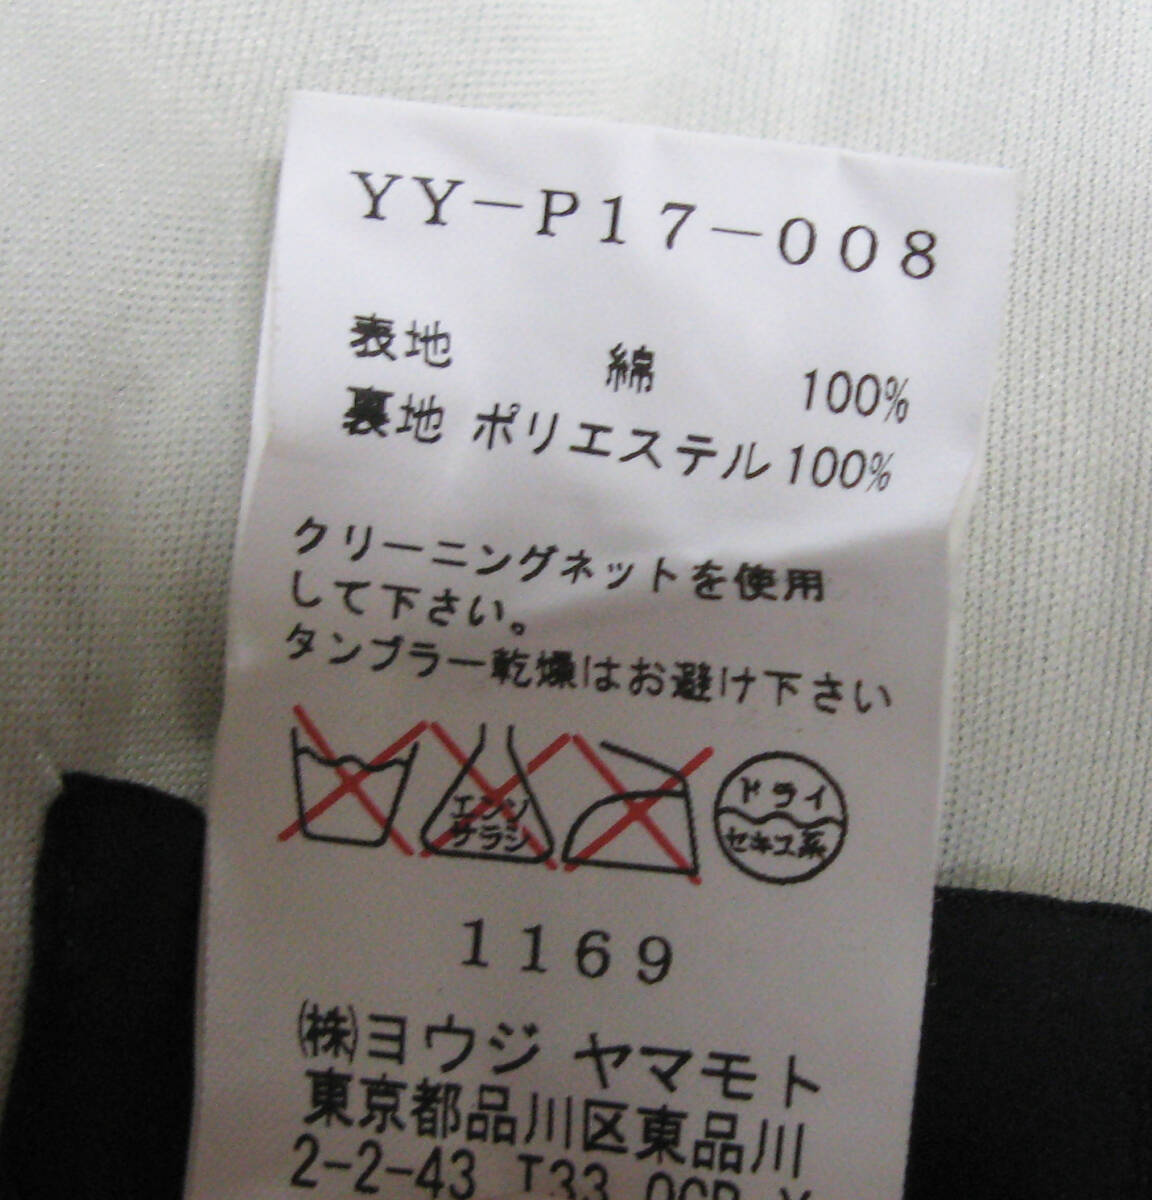 YY-P17-008
表地 綿 100%
裏地 ポリエステル 100%
クリーニングネットを使用
して下さい。
タンブラー乾燥はお避け下さい
エンソ
サラシ
ドライ
セキユ系
1169
㈱ヨウジ ヤマモト
東京都品川区東品川
2-2-43 T33